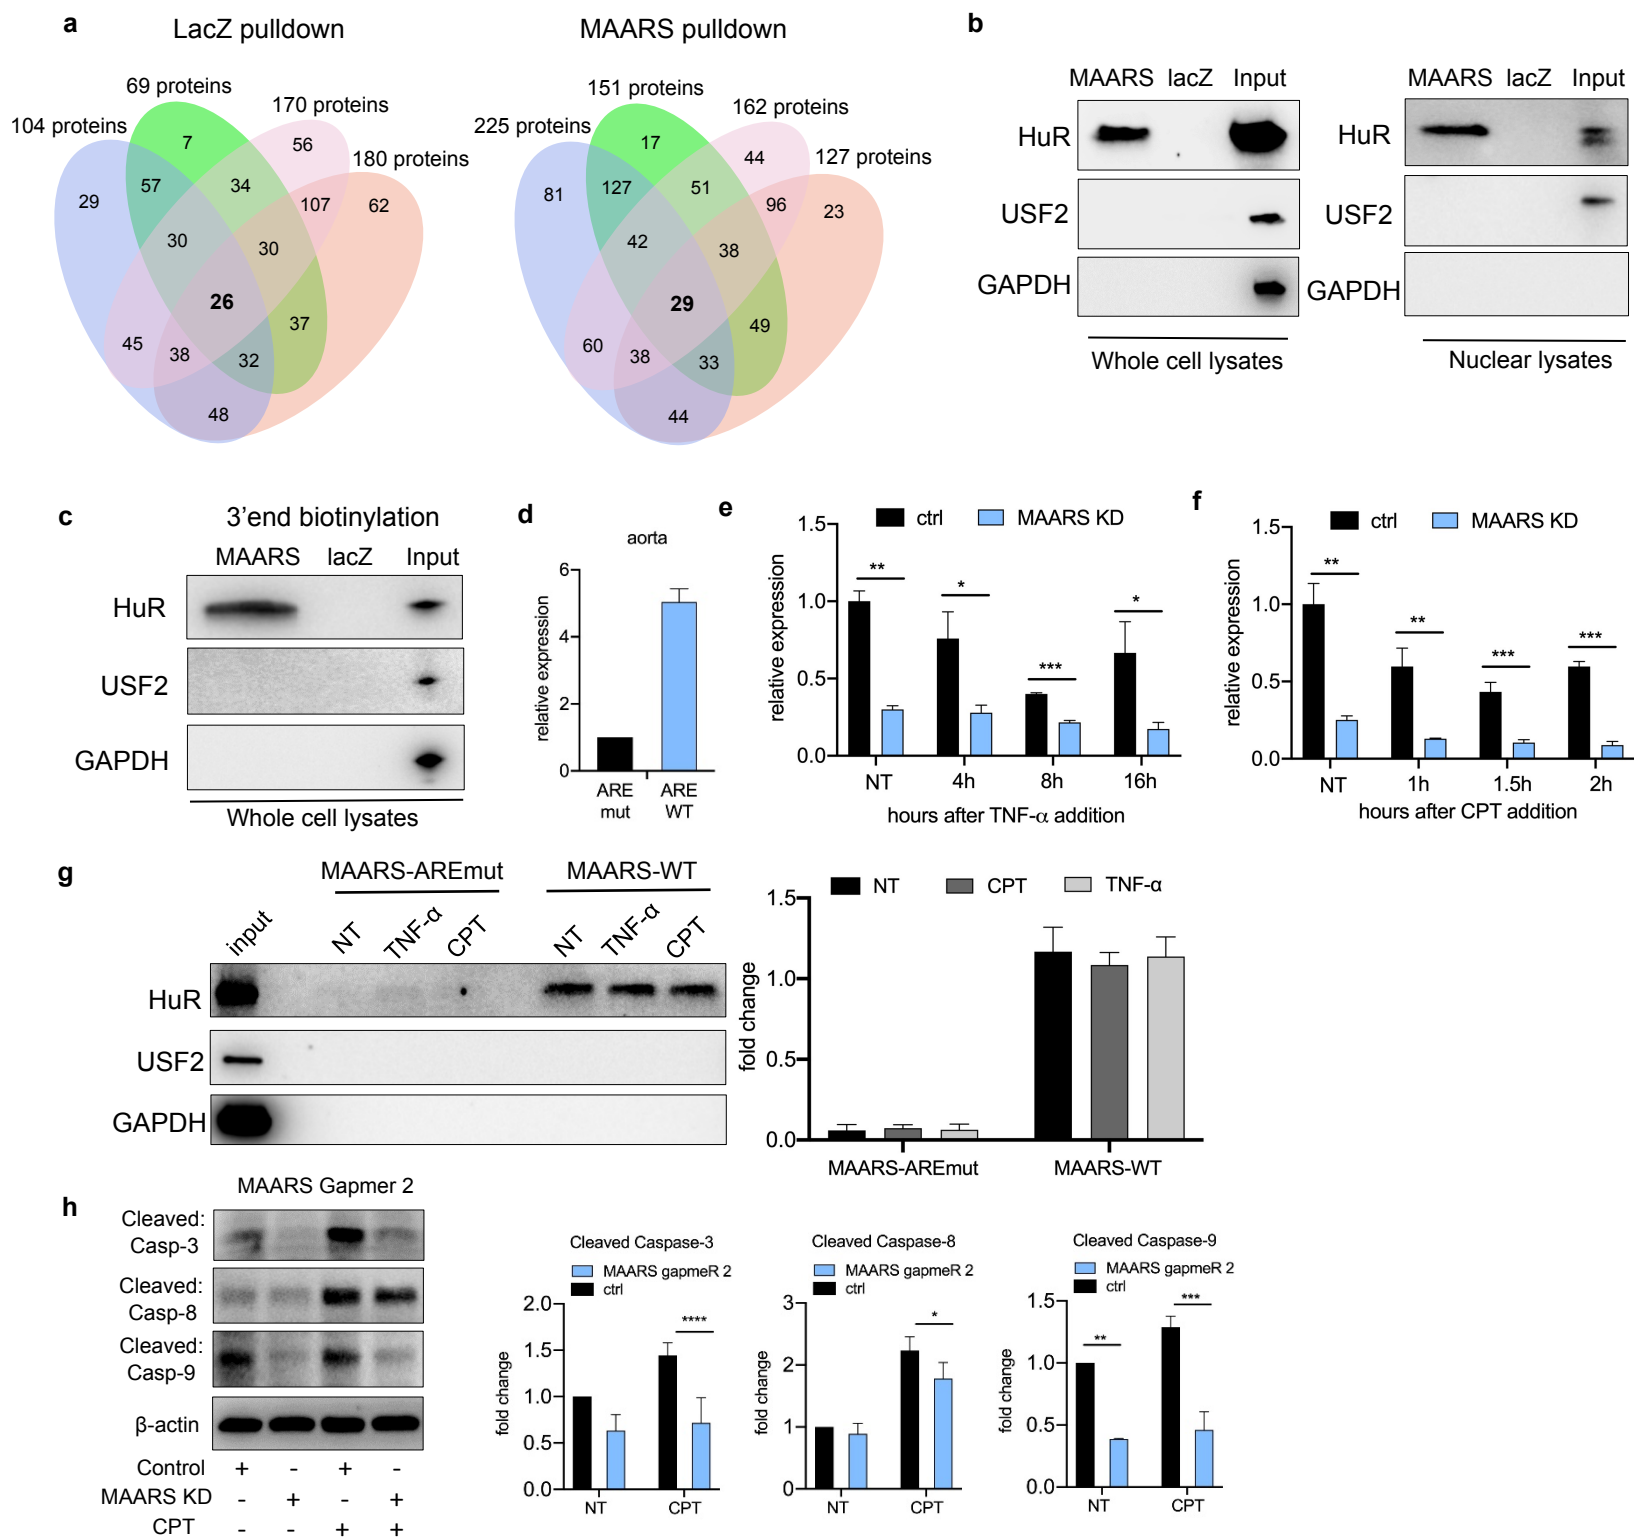 a
LacZ pulldown
MAARS pulldown
69 proteins
170 proteins
104 proteins
180 proteins
7
56
57
34
29
107
62
30
30
26
37
45
38
32
48
151 proteins
162 proteins
225 proteins
127 proteins
17
44
127
51
81
96
23
42
38
29
49
60
38
33
44
b
MAARS lacZ Input
HuR
USF2
GAPDH
Whole cell lysates
MAARS lacZ Input
HuR
USF2
GAPDH
Nuclear lysates
c
3'end biotinylation
MAARS lacZ Input
HuR
USF2
GAPDH
Whole cell lysates
d
aorta
relative expression
6
4
2
0
ARE mut
ARE WT
e
ctrl MAARS KD
relative expression
1.5
1.0
0.5
0.0
** * *** *
NT 4h 8h 16h
hours after TNF-α addition
f
ctrl MAARS KD
relative expression
1.5
1.0
0.5
0.0
** ** *** ***
NT 1h 1.5h 2h
hours after CPT addition
g
MAARS-AREmut MAARS-WT
input NT TNF-α CPT NT TNF-α CPT
HuR
USF2
GAPDH
NT CPT TNF-α
fold change
1.5
1.0
0.5
0.0
MAARS-AREmut MAARS-WT
h
MAARS Gapmer 2
Cleaved:
Casp-3
Cleaved:
Casp-8
Cleaved:
Casp-9
β-actin
Control + - + -
MAARS KD - + - +
CPT - - + +
Cleaved Caspase-3
MAARS gapmeR 2
ctrl
fold change
2.0
1.5
1.0
0.5
0.0
****
NT CPT
Cleaved Caspase-8
MAARS gapmeR 2
ctrl
fold change
3
2
1
0
*
NT CPT
Cleaved Caspase-9
MAARS gapmeR 2
ctrl
fold change
1.5
1.0
0.5
0.0
** ***
NT CPT